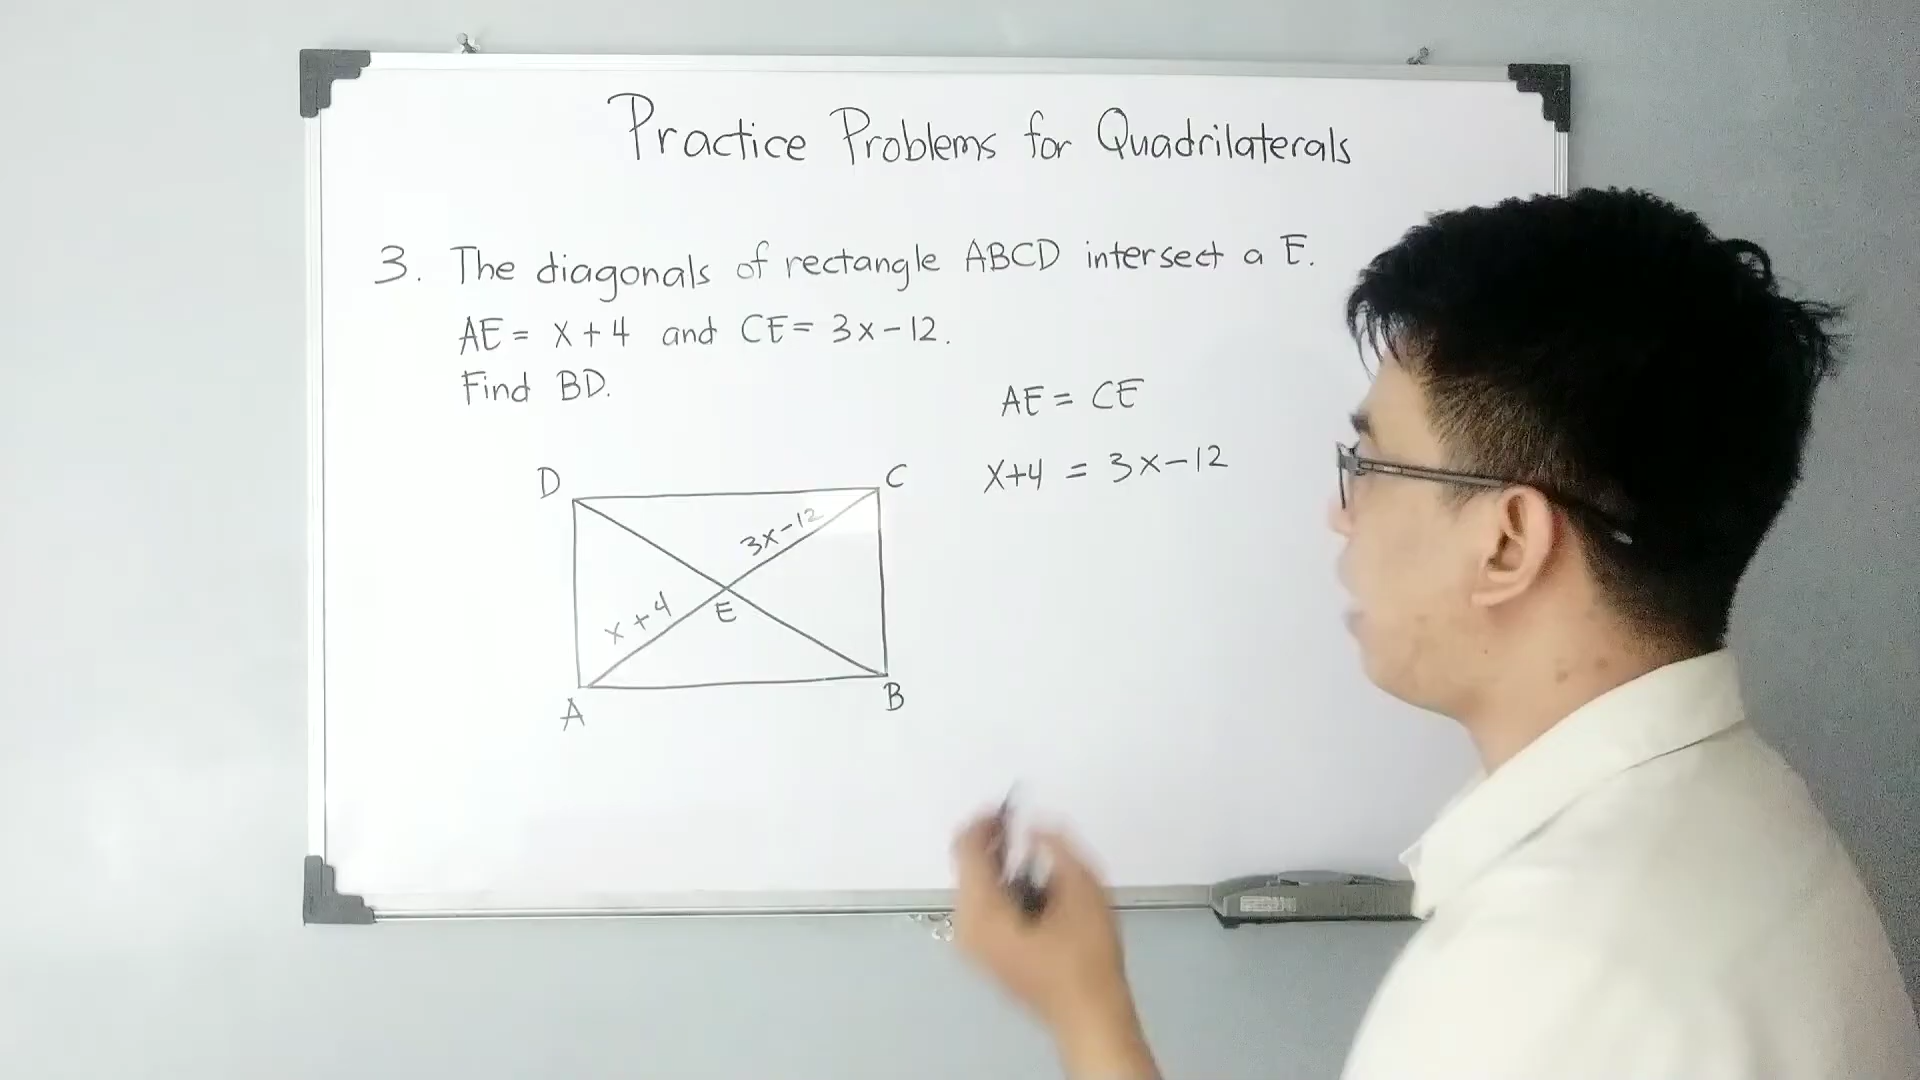 Practice Problems for Quadrilaterals
3. The diagonals of rectangle ABCD intersect a E.
AE = x + 4 and CE = 3x - 12.
Find BD.
AE = CE
x+4 = 3x-12
D
C
3x-12
x + 4
E
A
B